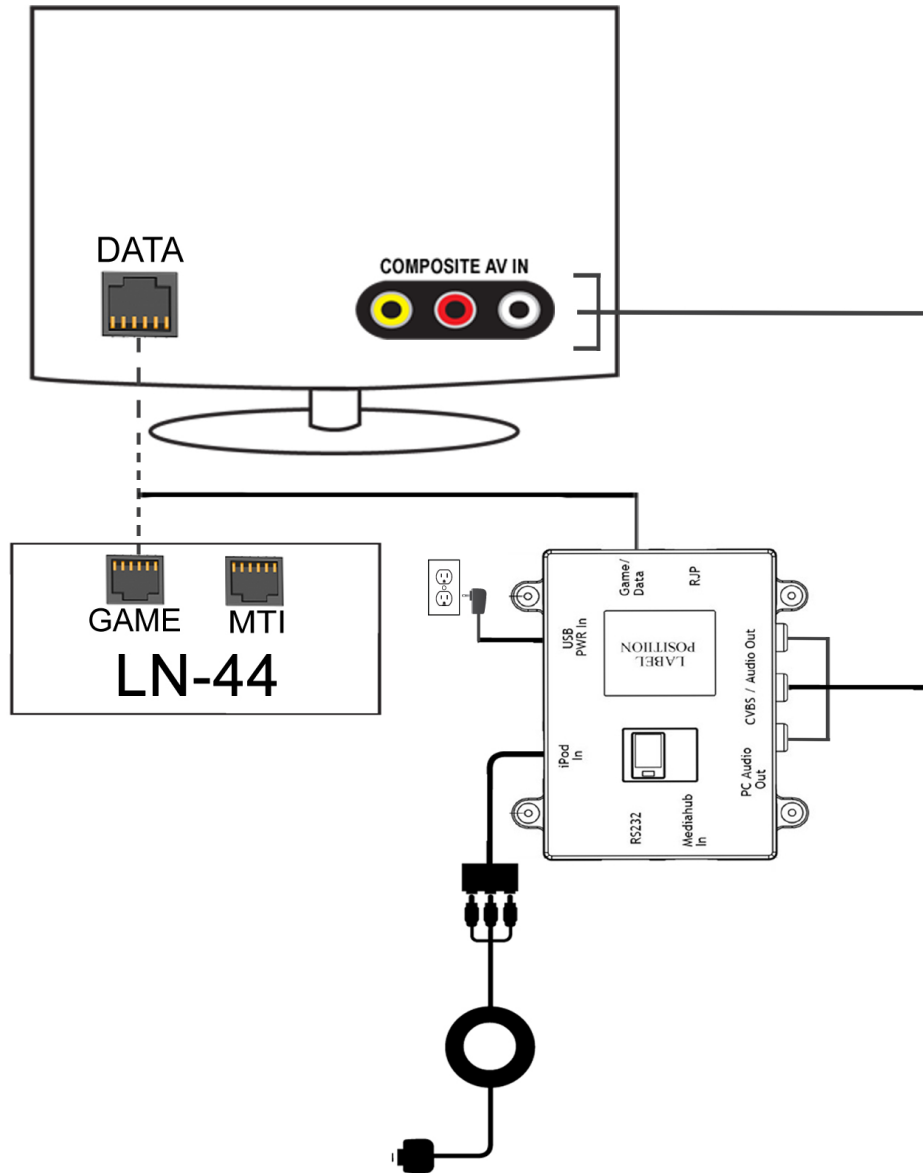 DATA
COMPOSITE AV IN
GAME
MTI
LN-44
Game/
Data
RJP
USB
PWR In
LABEL
POSITIION
CVBS / Audio Out
iPod
In
PC Audio
Out
RS232
Mediahub
In